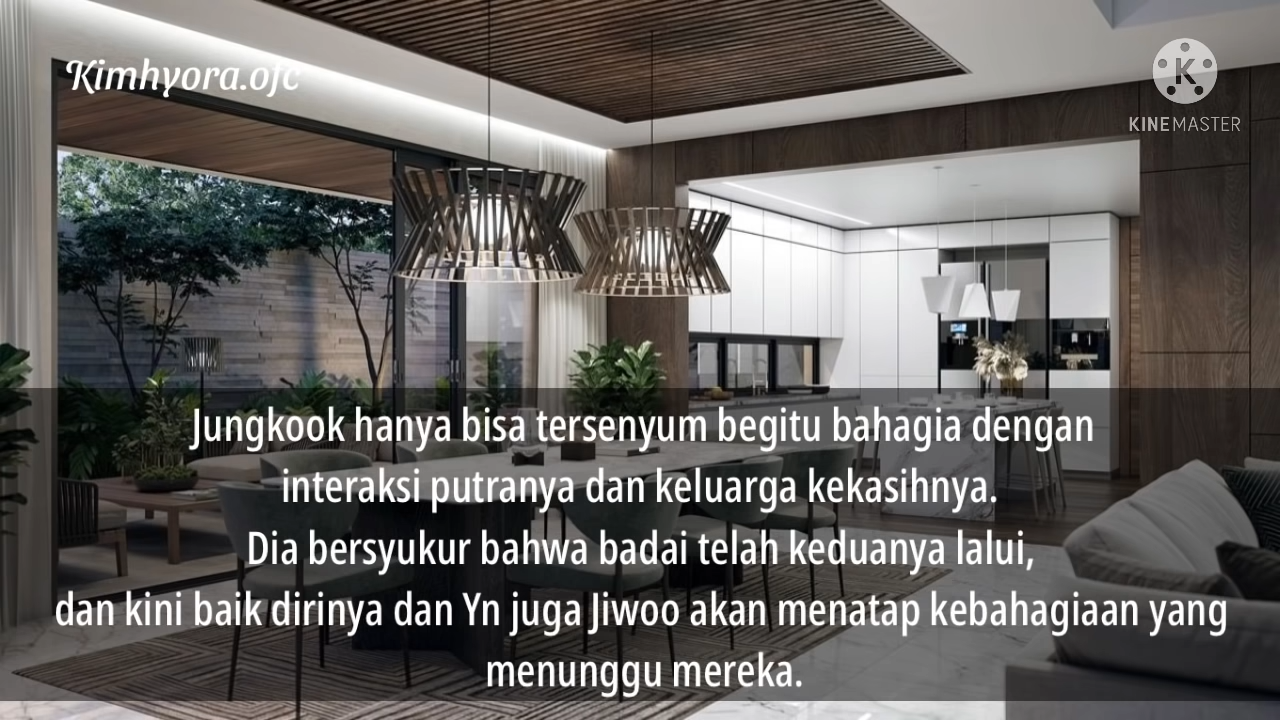 Kimhyora.ofc
KINEMASTER
Jungkook hanya bisa tersenyum begitu bahagia dengan
interaksi putranya dan keluarga kekasihnya.
Dia bersyukur bahwa badai telah keduanya lalui,
dan kini baik dirinya dan Yn juga Jiwoo akan menatap kebahagiaan yang
menunggu mereka.